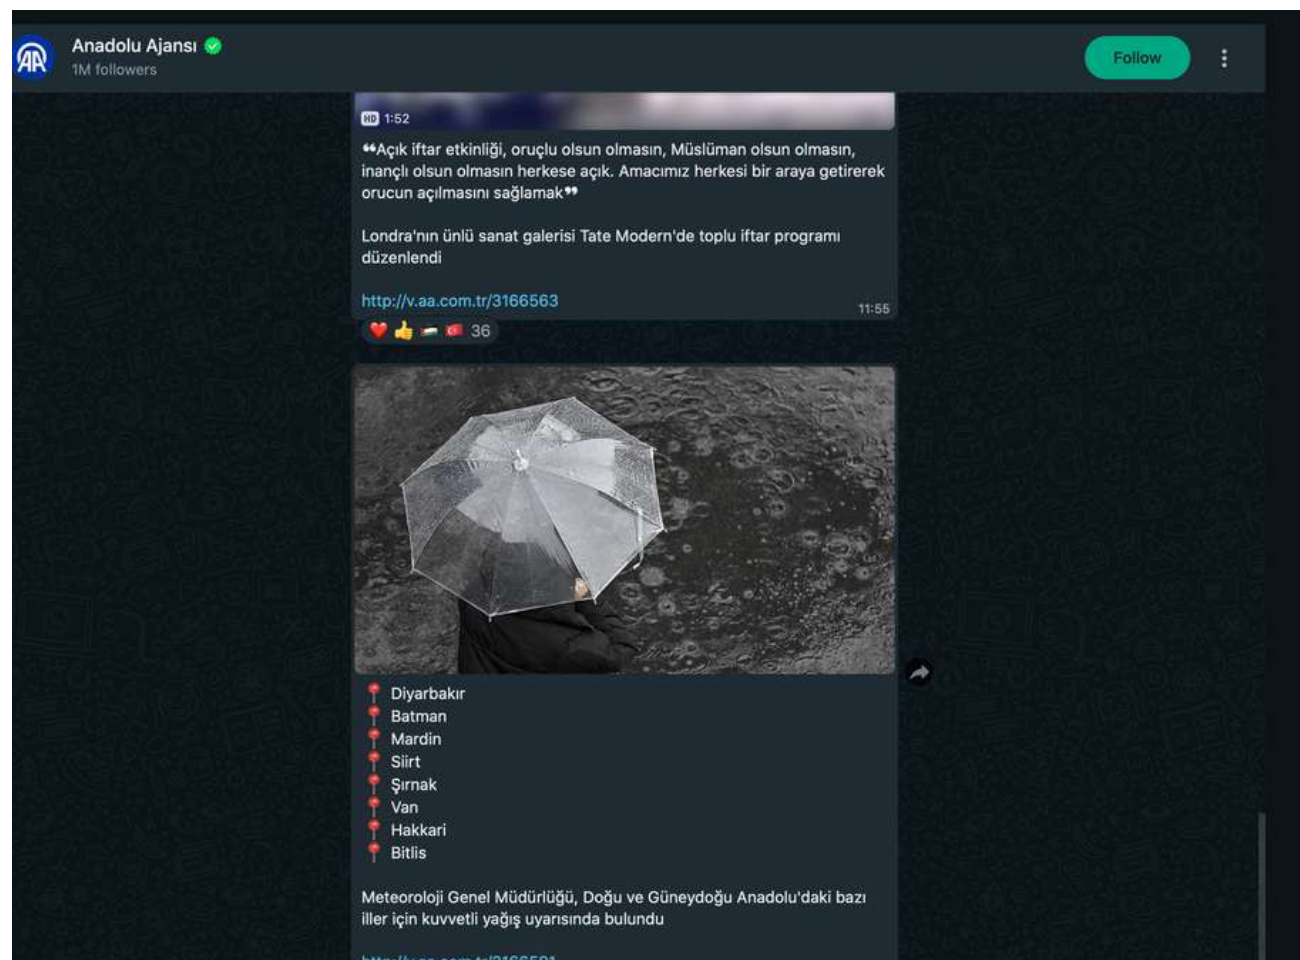 Anadolu Ajansı
1M followers
Follow
HD 1:52
❝Açık iftar etkinliği, oruçlu olsun olmasın, Müslüman olsun olmasın,
inançlı olsun olmasın herkese açık. Amacımız herkesi bir araya getirerek
orucun açılmasını sağlamak❞
Londra'nın ünlü sanat galerisi Tate Modern'de toplu iftar programı
düzenlendi
http://v.aa.com.tr/3166563
11:55
36
Diyarbakır
Batman
Mardin
Siirt
Şırnak
Van
Hakkari
Bitlis
Meteoroloji Genel Müdürlüğü, Doğu ve Güneydoğu Anadolu'daki bazı
iller için kuvvetli yağış uyarısında bulundu